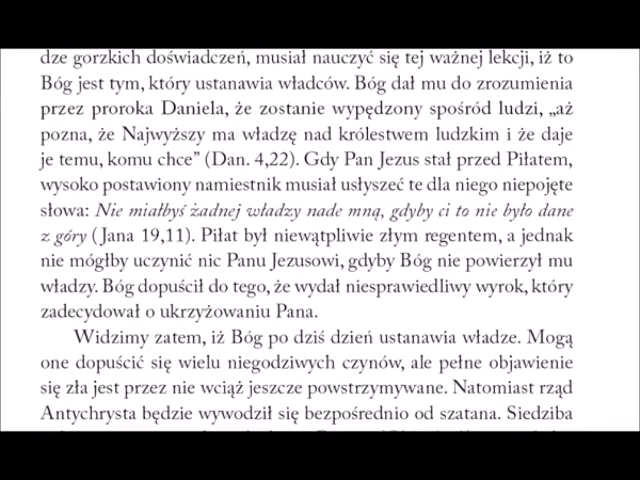 dze gorzkich doświadczeń, musiał nauczyć się tej ważnej lekcji, iż to
Bóg jest tym, który ustanawia władców. Bóg dał mu do zrozumienia
przez proroka Daniela, że zostanie wypędzony spośród ludzi, „aż
pozna, że Najwyższy ma władzę nad królestwem ludzkim i że daje
je temu, komu chce” (Dan. 4,22). Gdy Pan Jezus stał przed Piłatem,
wysoko postawiony namiestnik musiał usłyszeć te dla niego niepojęte
słowa: Nie miałbyś żadnej władzy nade mną, gdyby ci to nie było dane
z góry (Jana 19,11). Piłat był niewątpliwie złym regentem, a jednak
nie mógłby uczynić nic Panu Jezusowi, gdyby Bóg nie powierzył mu
władzy. Bóg dopuścił do tego, że wydał niesprawiedliwy wyrok, który
zadecydował o ukrzyżowaniu Pana.
Widzimy zatem, iż Bóg po dziś dzień ustanawia władze. Mogą
one dopuścić się wielu niegodziwych czynów, ale pełne objawienie
się zła jest przez nie wciąż jeszcze powstrzymywane. Natomiast rząd
Antychrysta będzie wywodził się bezpośrednio od szatana. Siedziba